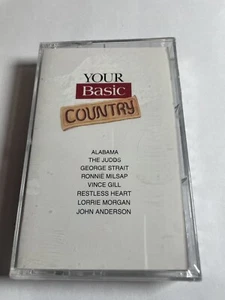 YOUR
Basic
COUNTRY
ALABAMA
THE JUDDS
GEORGE STRAIT
RONNIE MILSAP
VINCE GILL
RESTLESS HEART
LORRIE MORGAN
JOHN ANDERSON